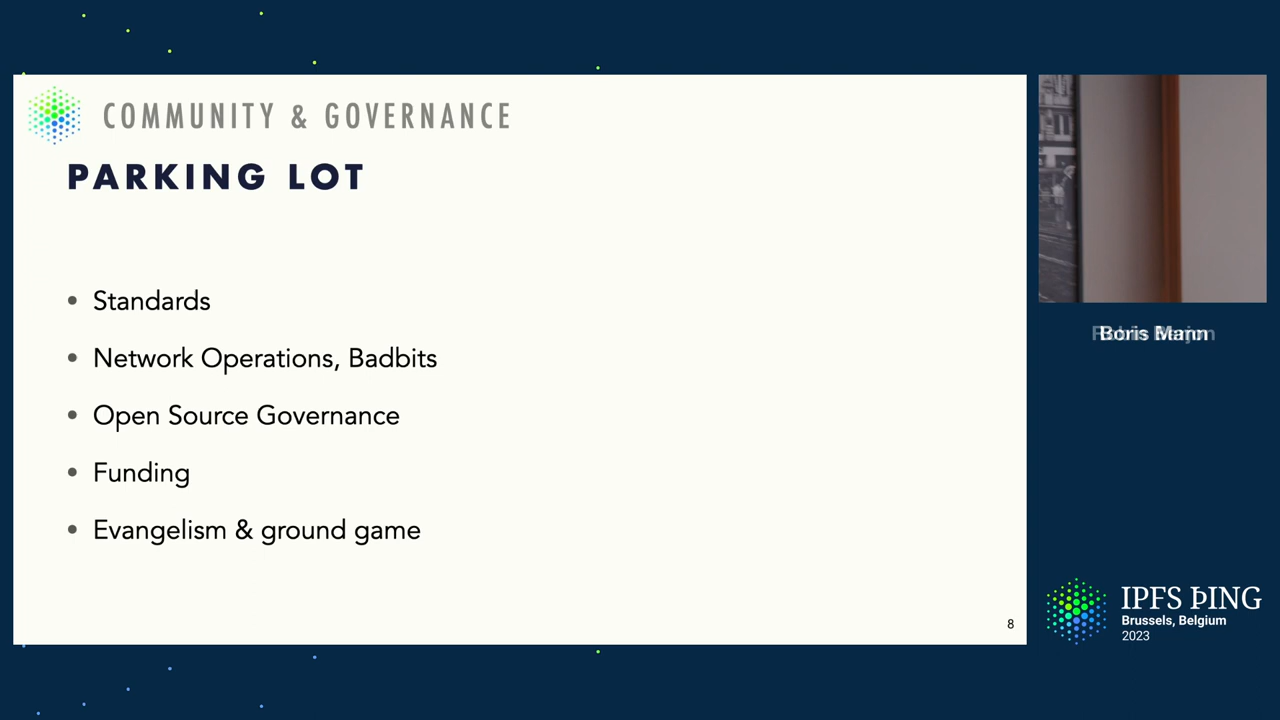 COMMUNITY & GOVERNANCE
PARKING LOT
• Standards
• Network Operations, Badbits
• Open Source Governance
• Funding
• Evangelism & ground game
8
Boris Mann
IPFS ÞING
Brussels, Belgium
2023